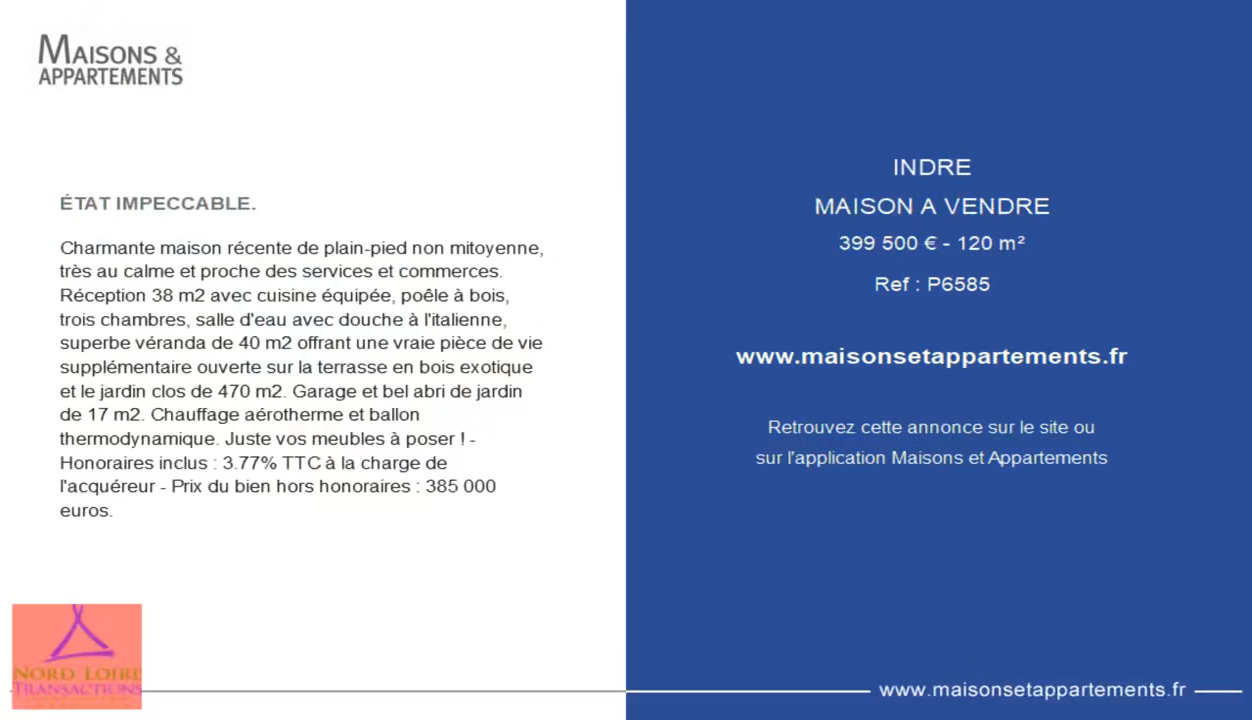 MAISONS &
APPARTEMENTS
ÉTAT IMPECCABLE.
Charmante maison récente de plain-pied non mitoyenne,
très au calme et proche des services et commerces.
Réception 38 m2 avec cuisine équipée, poêle à bois,
trois chambres, salle d'eau avec douche à l'italienne,
superbe véranda de 40 m2 offrant une vraie pièce de vie
supplémentaire ouverte sur la terrasse en bois exotique
et le jardin clos de 470 m2. Garage et bel abri de jardin
de 17 m2. Chauffage aérotherme et ballon
thermodynamique. Juste vos meubles à poser ! -
Honoraires inclus : 3.77% TTC à la charge de
l'acquéreur - Prix du bien hors honoraires : 385 000
euros.
NORD LOIRE
TRANSACTIONS
INDRE
MAISON A VENDRE
399 500 € - 120 m²
Ref : P6585
www.maisonsetappartements.fr
Retrouvez cette annonce sur le site ou
sur l'application Maisons et Appartements
www.maisonsetappartements.fr